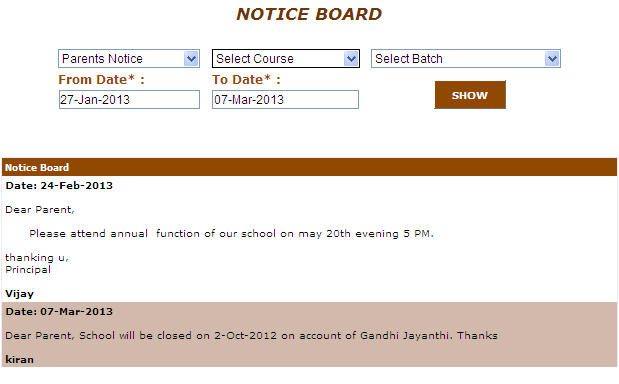 NOTICE BOARD
Parents Notice Select Course Select Batch
From Date* : To Date* :
27-Jan-2013 07-Mar-2013 SHOW
Notice Board
Date: 24-Feb-2013
Dear Parent,
Please attend annual function of our school on may 20th evening 5 PM.
thanking u,
Principal
Vijay
Date: 07-Mar-2013
Dear Parent, School will be closed on 2-Oct-2012 on account of Gandhi Jayanthi. Thanks
kiran